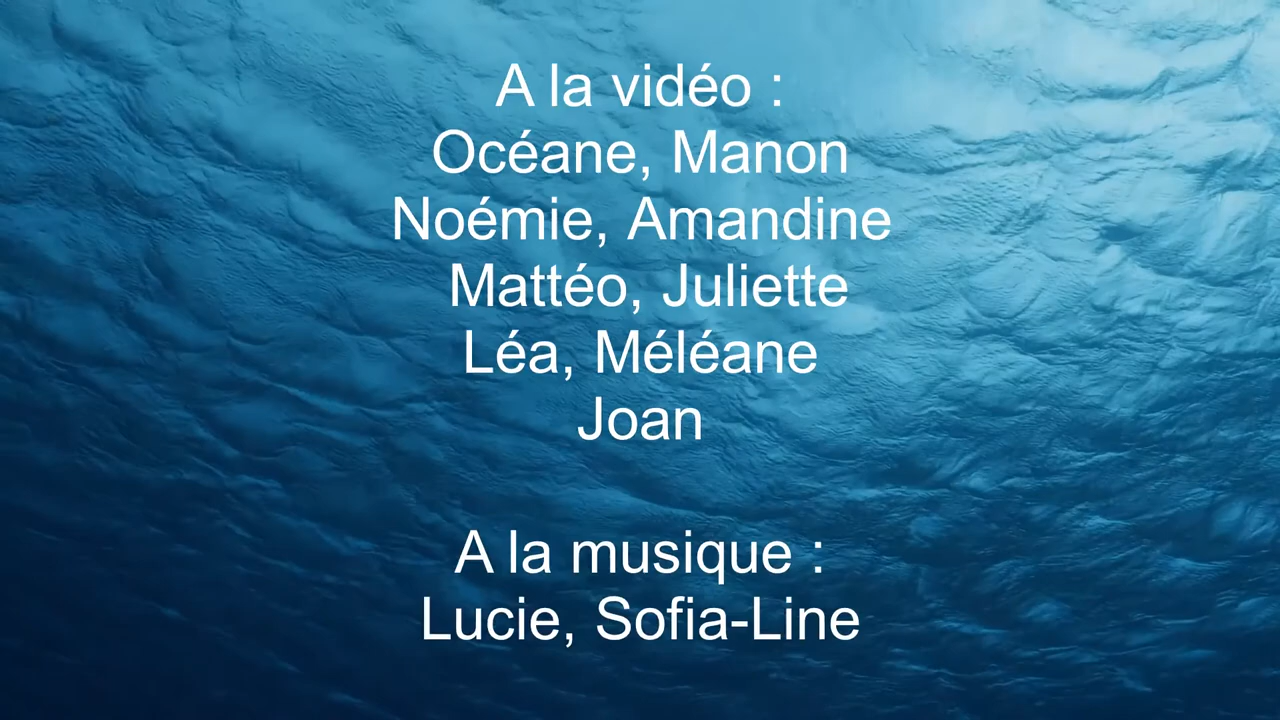 A la vidéo :
Océane, Manon
Noémie, Amandine
Mattéo, Juliette
Léa, Méléane
Joan
A la musique :
Lucie, Sofia-Line